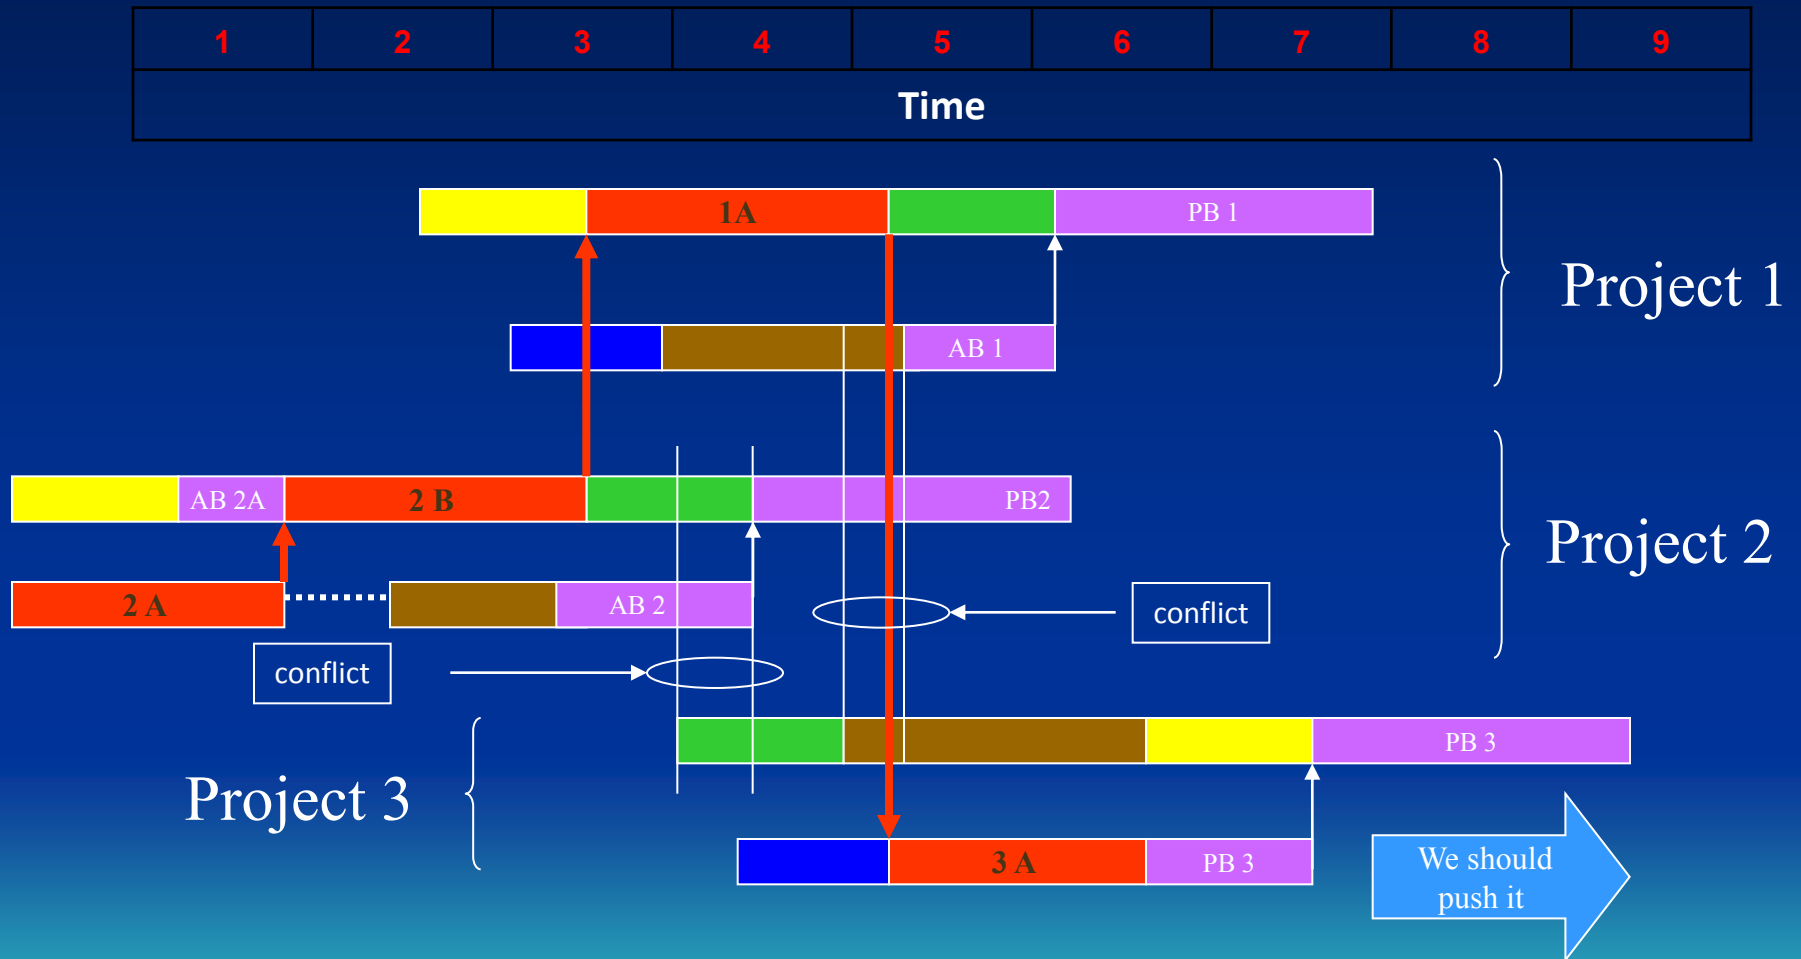 1 2 3 4 5 6 7 8 9
Time
1A PB 1
Project 1
AB 1
AB 2A 2 B PB2
Project 2
2 A AB 2
conflict
conflict
PB 3
Project 3
3 A PB 3
We should
push it